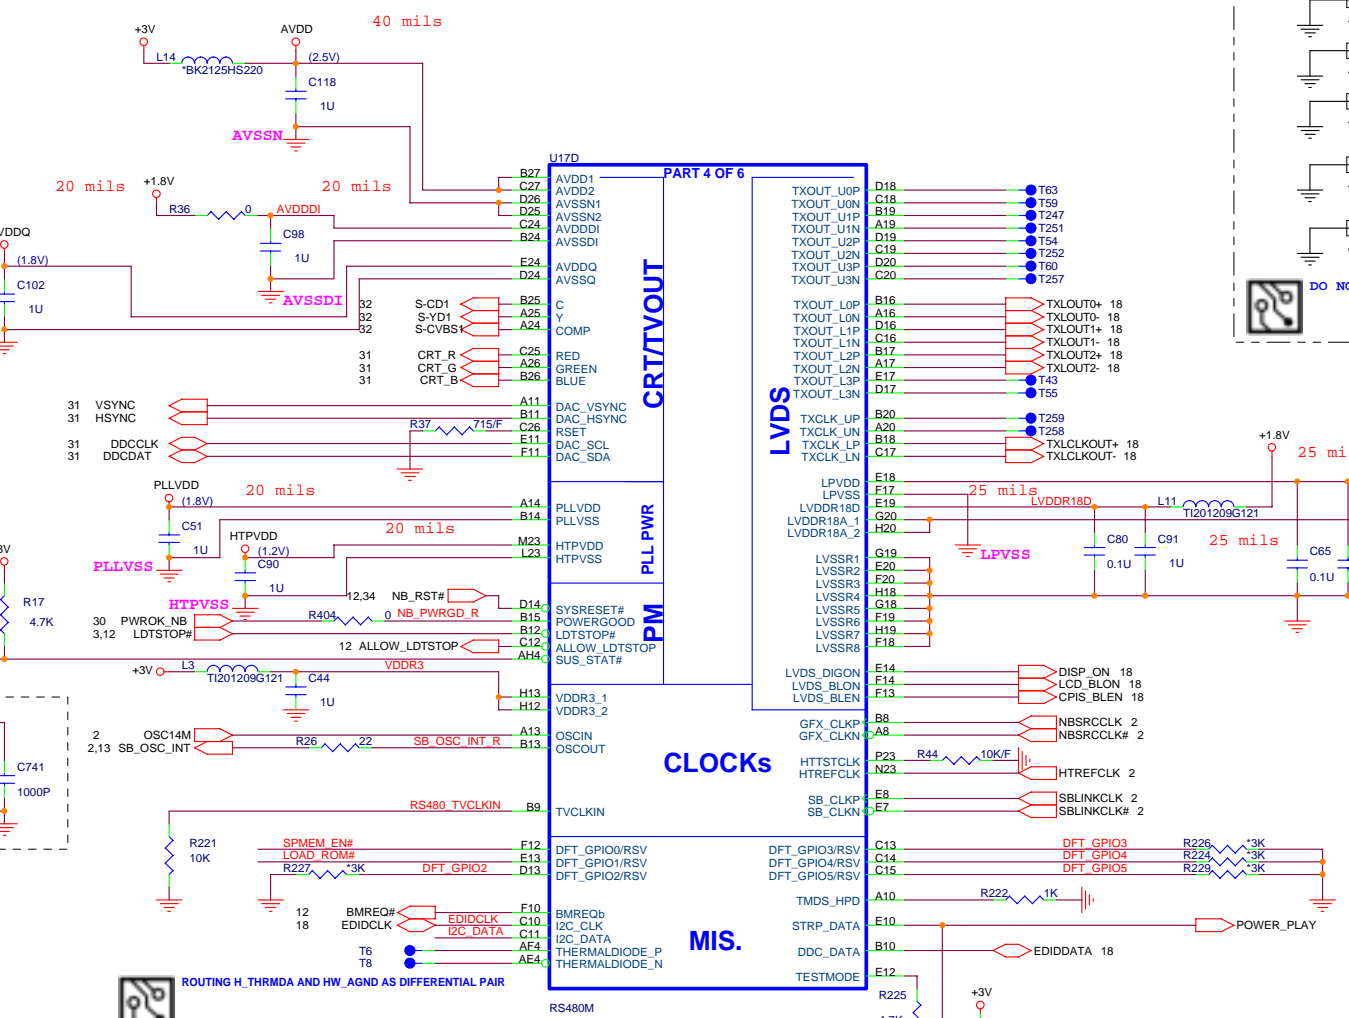 40 mils
+3V
AVDD
L14
*BK2125HS220
(2.5V)
C118
1U
AVSSN
20 mils
+1.8V
20 mils
R36
0
AVDDDI
C98
1U
AVSSDI
(1.8V)
C102
1U
U17D
PART 4 OF 6
CRT/TVOUT
LVDS
PLL PWR
PM
CLOCKs
MIS.
RS480M
B27 AVDD1
C27 AVDD2
D26 AVSSN1
D25 AVSSN2
C24 AVDDDI
B24 AVSSDI
E24 AVDDQ
D24 AVSSQ
32 S-CD1 B25 C
32 S-YD1 A25 Y
32 S-CVBS1 A24 COMP
31 CRT_R C25 RED
31 CRT_G A26 GREEN
31 CRT_B B26 BLUE
31 VSYNC A11 DAC_VSYNC
31 HSYNC B11 DAC_HSYNC
R37 715/F C26 RSET
31 DDCCLK E11 DAC_SCL
31 DDCDAT F11 DAC_SDA
PLLVDD
(1.8V)
20 mils
A14 PLLVDD
B14 PLLVSS
C51
1U
PLLVSS
20 mils
HTPVDD
(1.2V)
C90
1U
HTPVSS
M23 HTPVDD
L23 HTPVSS
R17
4.7K
12,34 NB_RST# D14 SYSRESET#
30 PWROK_NB R404 0 NB_PWRGD_R B15 POWERGOOD
3,12 LDTSTOP# B12 LDTSTOP#
12 ALLOW_LDTSTOP C12 ALLOW_LDTSTOP
AH4 SUS_STAT#
+3V L3 TI201209G121 VDDR3
C44
1U
H13 VDDR3_1
H12 VDDR3_2
2 OSC14M A13 OSCIN
2,13 SB_OSC_INT R26 22 SB_OSC_INT_R B13 OSCOUT
C741
1000P
RS480_TVCLKIN B9 TVCLKIN
R221
10K
SPMEM_EN# F12 DFT_GPIO0/RSV
LOAD_ROM# E13 DFT_GPIO1/RSV
R227 *3K DFT_GPIO2 D13 DFT_GPIO2/RSV
12 BMREQ# F10 BMREQb
18 EDIDCLK EDIDCLK C10 I2C_CLK
I2C_DATA C11 I2C_DATA
T6 AF4 THERMALDIODE_P
T8 AE4 THERMALDIODE_N
ROUTING H_THRMDA AND HW_AGND AS DIFFERENTIAL PAIR
TXOUT_U0P D18 T63
TXOUT_U0N C18 T59
TXOUT_U1P B19 T247
TXOUT_U1N A19 T251
TXOUT_U2P D19 T54
TXOUT_U2N C19 T252
TXOUT_U3P D20 T60
TXOUT_U3N C20 T257
TXOUT_L0P B16 TXLOUT0+ 18
TXOUT_L0N A16 TXLOUT0- 18
TXOUT_L1P D16 TXLOUT1+ 18
TXOUT_L1N C16 TXLOUT1- 18
TXOUT_L2P B17 TXLOUT2+ 18
TXOUT_L2N A17 TXLOUT2- 18
TXOUT_L3P E17 T43
TXOUT_L3N D17 T55
TXCLK_UP B20 T259
TXCLK_UN A20 T258
TXCLK_LP B18 TXLCLKOUT+ 18
TXCLK_LN C17 TXLCLKOUT- 18
LPVDD E18
LPVSS F17
LVDDR18D E19
LVDDR18A_1 G20
LVDDR18A_2 H20
25 mils
LVDDR18D
L11
TI201209G121
+1.8V
25 mi
25 mils
LPVSS
C80
0.1U
C91
1U
C65
0.1U
LVSSR1 G19
LVSSR2 E20
LVSSR3 F20
LVSSR4 H18
LVSSR5 G18
LVSSR6 F19
LVSSR7 H19
LVSSR8 F18
LVDS_DIGON E14 DISP_ON 18
LVDS_BLON F14 LCD_BLON 18
LVDS_BLEN F13 CPIS_BLEN 18
GFX_CLKP B8 NBSRCCLK 2
GFX_CLKN A8 NBSRCCLK# 2
HTTSTCLK P23 R44 10K/F
HTREFCLK N23 HTREFCLK 2
SB_CLKP E8 SBLINKCLK 2
SB_CLKN E7 SBLINKCLK# 2
DFT_GPIO3/RSV C13 DFT_GPIO3 R226 *3K
DFT_GPIO4/RSV C14 DFT_GPIO4 R224 *3K
DFT_GPIO5/RSV C15 DFT_GPIO5 R229 *3K
TMDS_HPD A10 R222 1K
STRP_DATA E10 POWER_PLAY
DDC_DATA B10 EDIDDATA 18
TESTMODE E12
R225
+3V